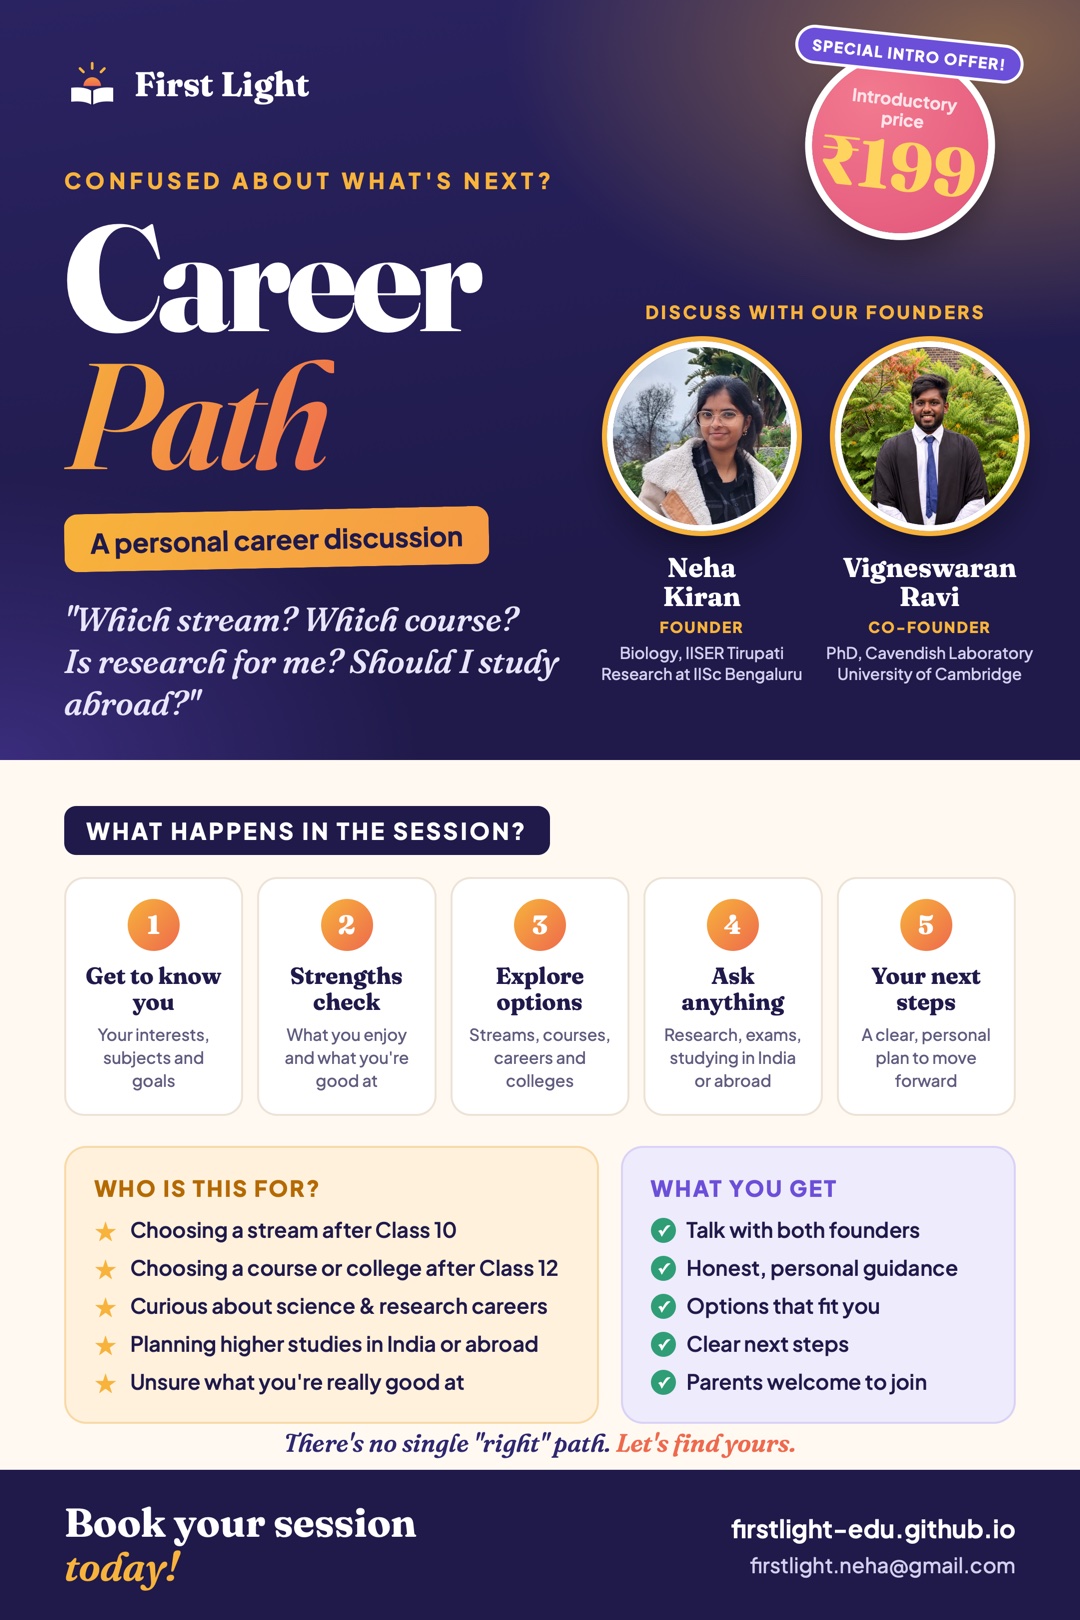 First Light
SPECIAL INTRO OFFER!
Introductory
price
₹199
CONFUSED ABOUT WHAT'S NEXT?
Career
Path
A personal career discussion
"Which stream? Which course?
Is research for me? Should I study
abroad?"
DISCUSS WITH OUR FOUNDERS
Neha
Kiran
FOUNDER
Biology, IISER Tirupati
Research at IISc Bengaluru
Vigneswaran
Ravi
CO-FOUNDER
PhD, Cavendish Laboratory
University of Cambridge
WHAT HAPPENS IN THE SESSION?
1
Get to know
you
Your interests,
subjects and
goals
2
Strengths
check
What you enjoy
and what you're
good at
3
Explore
options
Streams, courses,
careers and
colleges
4
Ask
anything
Research, exams,
studying in India
or abroad
5
Your next
steps
A clear, personal
plan to move
forward
WHO IS THIS FOR?
★ Choosing a stream after Class 10
★ Choosing a course or college after Class 12
★ Curious about science & research careers
★ Planning higher studies in India or abroad
★ Unsure what you're really good at
WHAT YOU GET
✓ Talk with both founders
✓ Honest, personal guidance
✓ Options that fit you
✓ Clear next steps
✓ Parents welcome to join
There's no single "right" path. Let's find yours.
Book your session
today!
firstlight-edu.github.io
firstlight.neha@gmail.com